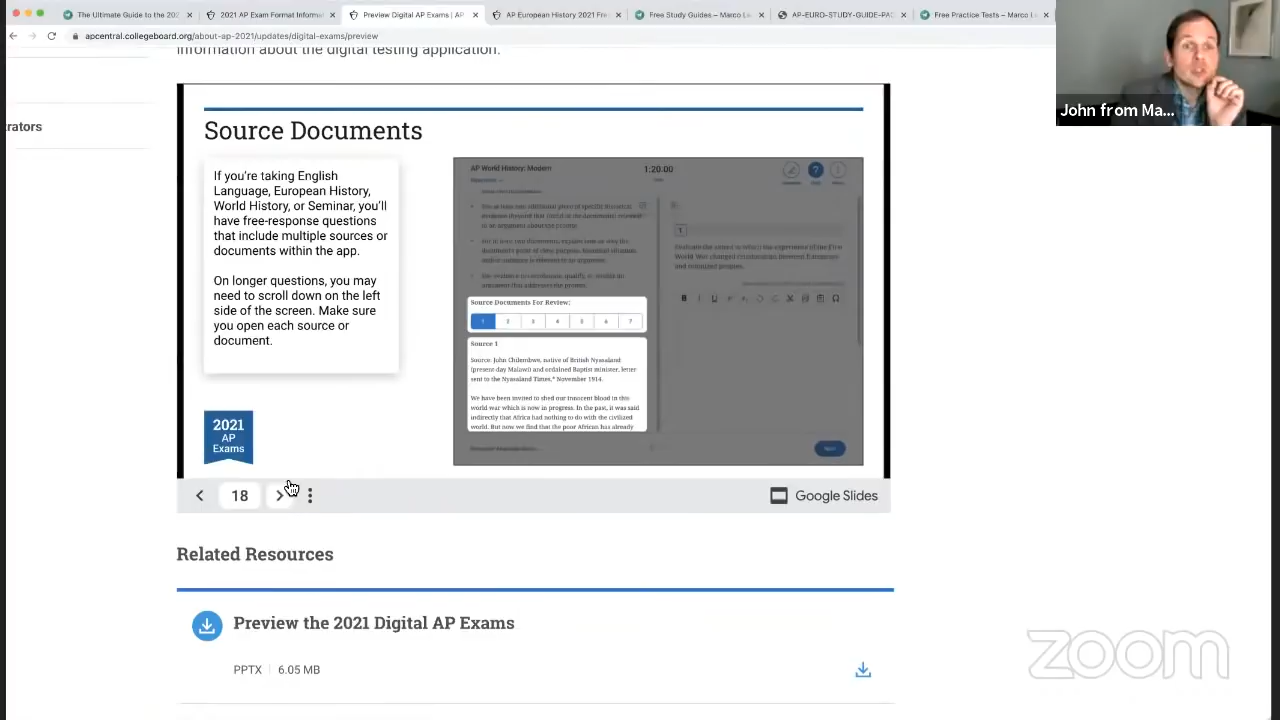 The Ultimate Guide to the 20
2021 AP Exam Format Informat
Preview Digital AP Exams | AP
AP European History 2021 Free
Free Study Guides – Marco Le
AP-EURO-STUDY-GUIDE-PAC
Free Practice Tests – Marco L
apcentral.collegeboard.org/about-ap-2021/updates/digital-exams/preview
information about the digital testing application.
John from Ma...
rators
Source Documents
If you're taking English
Language, European History,
World History, or Seminar, you'll
have free-response questions
that include multiple sources or
documents within the app.
On longer questions, you may
need to scroll down on the left
side of the screen. Make sure
you open each source or
document.
2021
AP
Exams
AP World History: Modern
1:20:00
1
Source Documents For Review:
1 2 3 4 5 6 7
Source 1
Source: John Chilembwe, native of British Nyasaland
(present day Malawi) and ordained Baptist minister, letter
sent to the Nyasaland Times,* November 1914.
We have been invited to shed our innocent blood in this
world war which is now in progress. In the past, it was said
indirectly that Africa had nothing to do with the civilized
world. But now we find that the poor African has already
Next
18
Google Slides
Related Resources
Preview the 2021 Digital AP Exams
PPTX | 6.05 MB
zoom